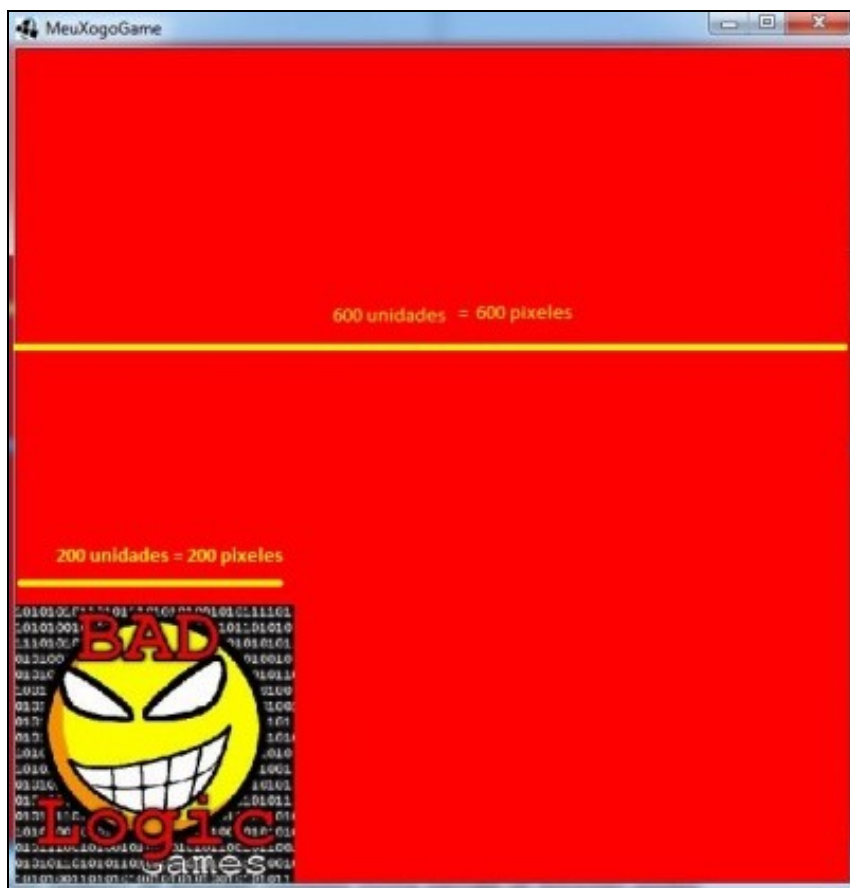 MeuXogoGame
600 unidades = 600 pixeles
200 unidades = 200 pixeles
BAD
Logic
Games